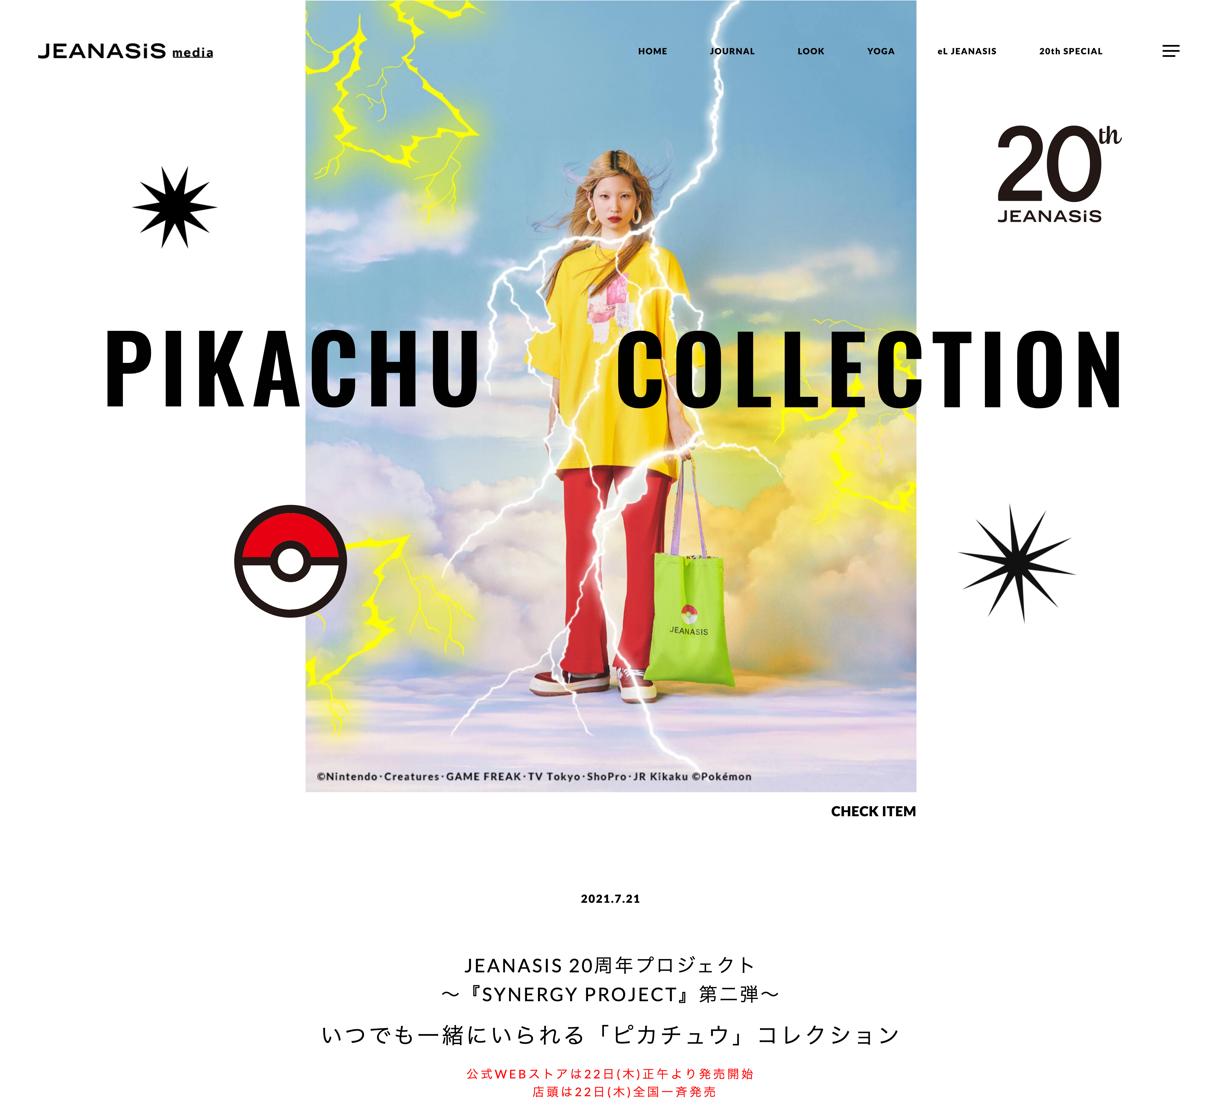 JEANASiS media
HOME JOURNAL LOOK YOGA eL JEANASIS 20th SPECIAL
20th
JEANASiS
PIKACHU COLLECTION
JEANASIS
©Nintendo･Creatures･GAME FREAK･TV Tokyo･ShoPro･JR Kikaku ©Pokémon
CHECK ITEM
2021.7.21
JEANASIS 20周年プロジェクト
〜『SYNERGY PROJECT』第二弾〜
いつでも一緒にいられる「ピカチュウ」コレクション
公式WEBストアは22日(木)正午より発売開始
店頭は22日(木)全国一斉発売